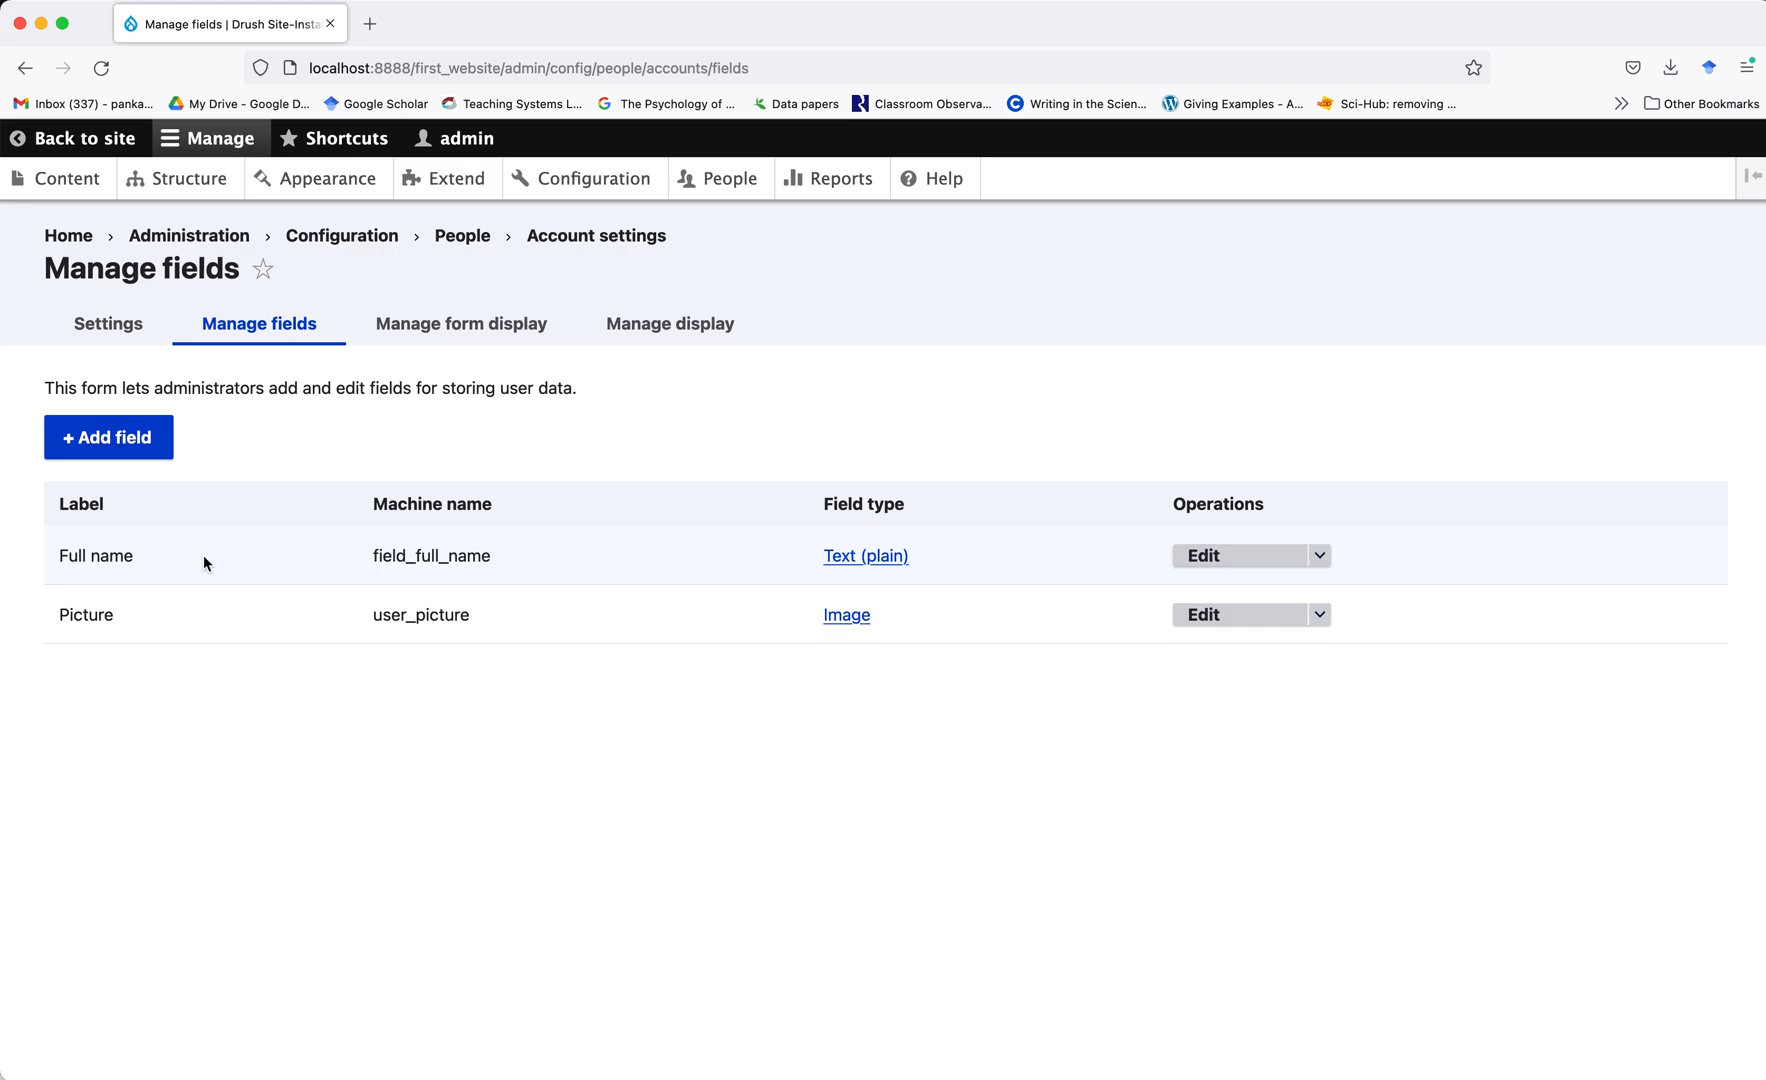 Manage fields | Drush Site-Insta
localhost:8888/first_website/admin/config/people/accounts/fields
Inbox (337) - panka... My Drive - Google D... Google Scholar Teaching Systems L... The Psychology of ... Data papers Classroom Observa... Writing in the Scien... Giving Examples - A... Sci-Hub: removing ... Other Bookmarks
Back to site Manage Shortcuts admin
Content Structure Appearance Extend Configuration People Reports Help
Home › Administration › Configuration › People › Account settings
Manage fields
Settings Manage fields Manage form display Manage display
This form lets administrators add and edit fields for storing user data.
+ Add field
Label Machine name Field type Operations
Full name field_full_name Text (plain) Edit
Picture user_picture Image Edit